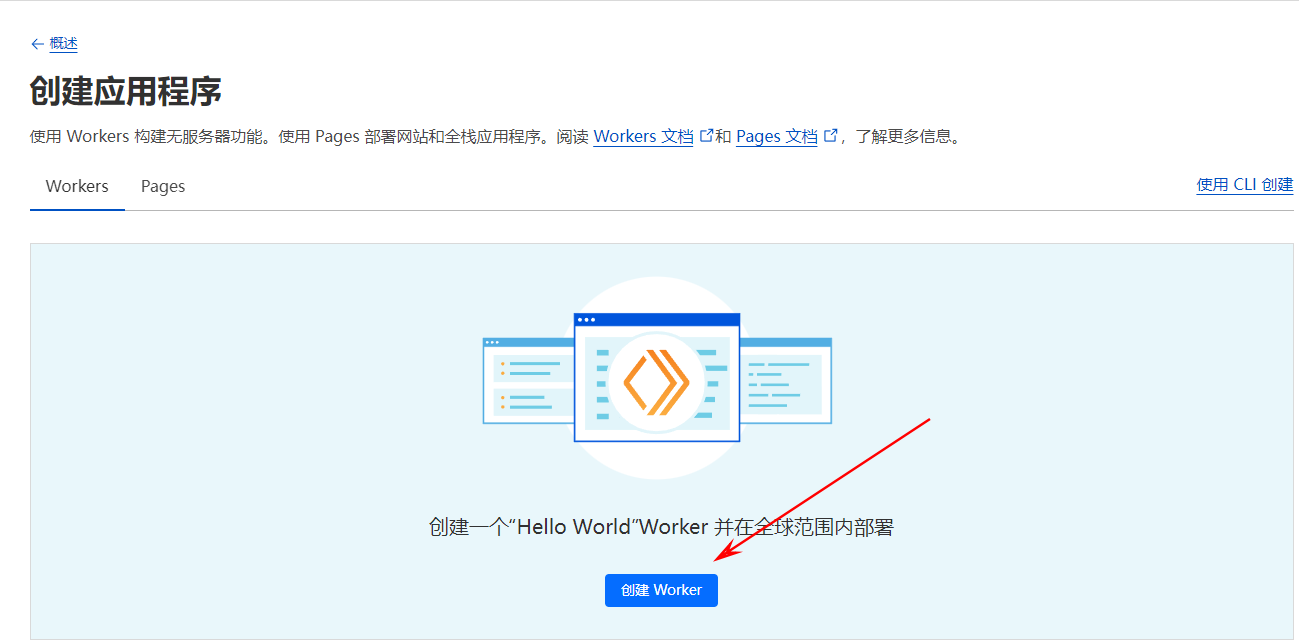 ← 概述
创建应用程序
使用 Workers 构建无服务器功能。使用 Pages 部署网站和全栈应用程序。阅读 Workers 文档 和 Pages 文档 ，了解更多信息。
Workers Pages 使用 CLI 创建
创建一个“Hello World”Worker 并在全球范围内部署
创建 Worker